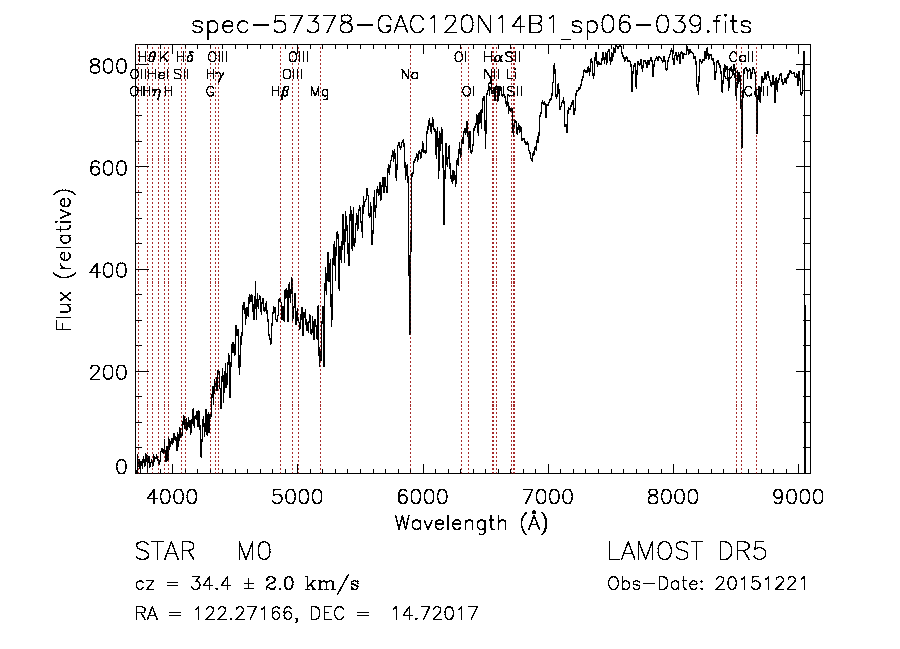 spec-57378-GAC120N14B1_sp06-039.fits
Hθ K Hδ OIII OIII OI Hα SII CaII
OII HeI SII Hγ OIII Na NII Li
Hη H G Hβ Mg OI SII CaII
800
600
400
200
0
Flux (relative)
4000 5000 6000 7000 8000 9000
Wavelength (Å)
STAR M0 LAMOST DR5
cz = 34.4 ± 2.0 km/s Obs-Date: 20151221
RA = 122.27166, DEC = 14.72017